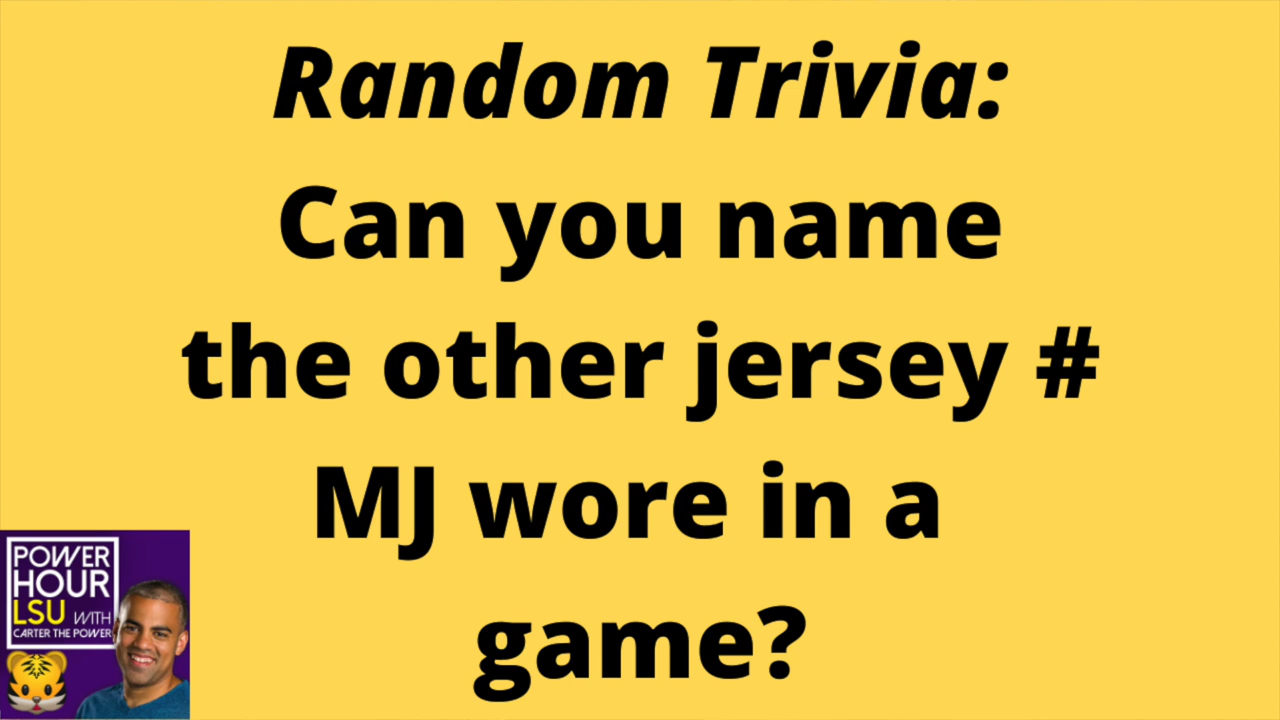 Random Trivia:
Can you name
the other jersey #
MJ wore in a
game?
POWER
HOUR
LSU WITH
CARTER THE POWER